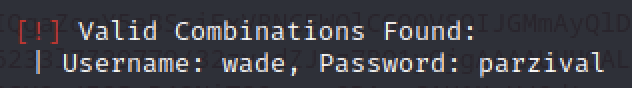 [!] Valid Combinations Found:
| Username: wade, Password: parzival